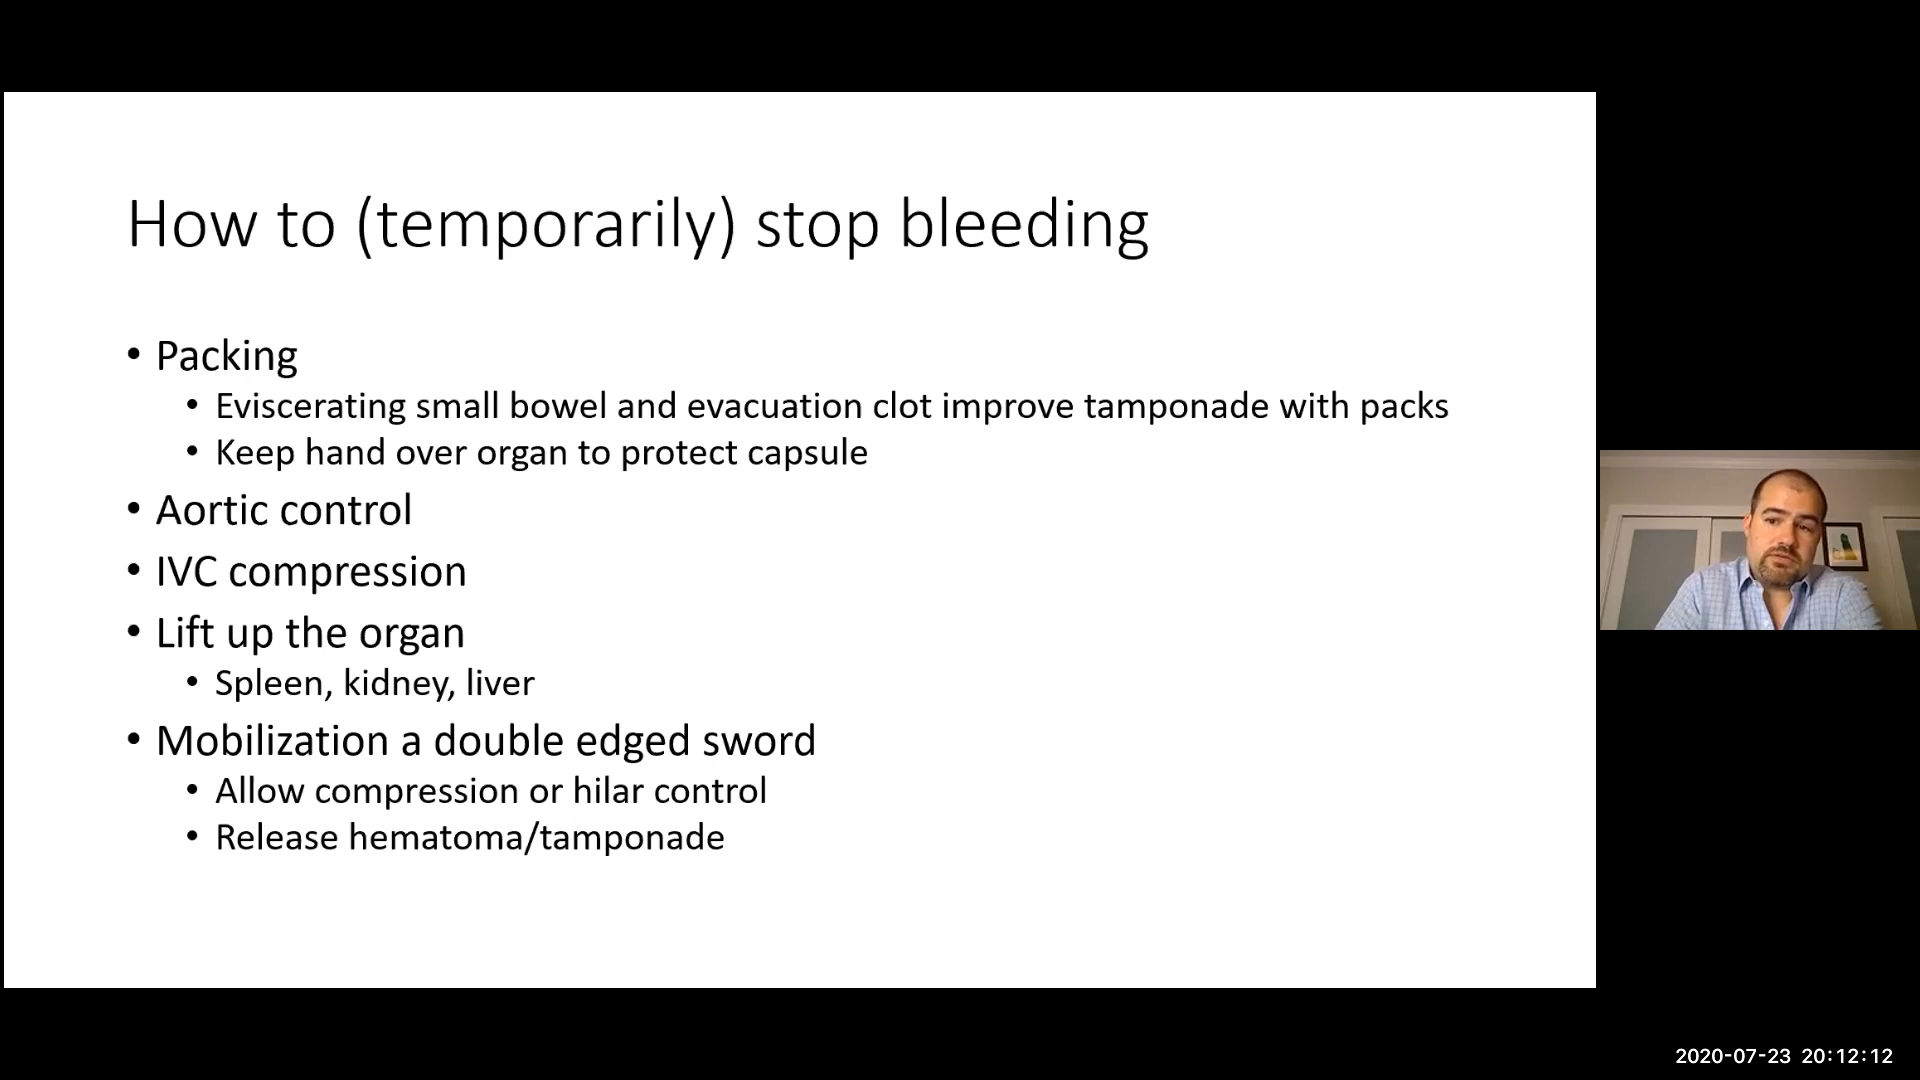 How to (temporarily) stop bleeding
• Packing
• Eviscerating small bowel and evacuation clot improve tamponade with packs
• Keep hand over organ to protect capsule
• Aortic control
• IVC compression
• Lift up the organ
• Spleen, kidney, liver
• Mobilization a double edged sword
• Allow compression or hilar control
• Release hematoma/tamponade
2020-07-23 20:12:12